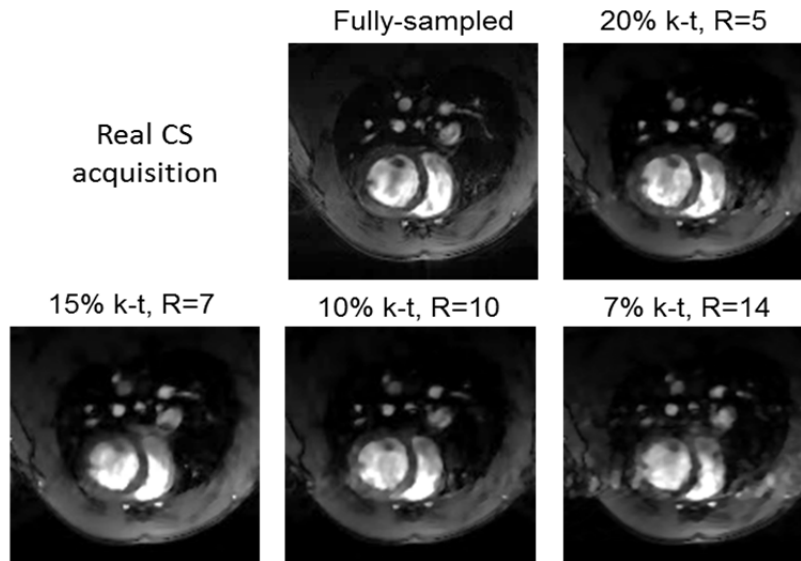 Fully-sampled
20% k-t, R=5
Real CS
acquisition
15% k-t, R=7
10% k-t, R=10
7% k-t, R=14